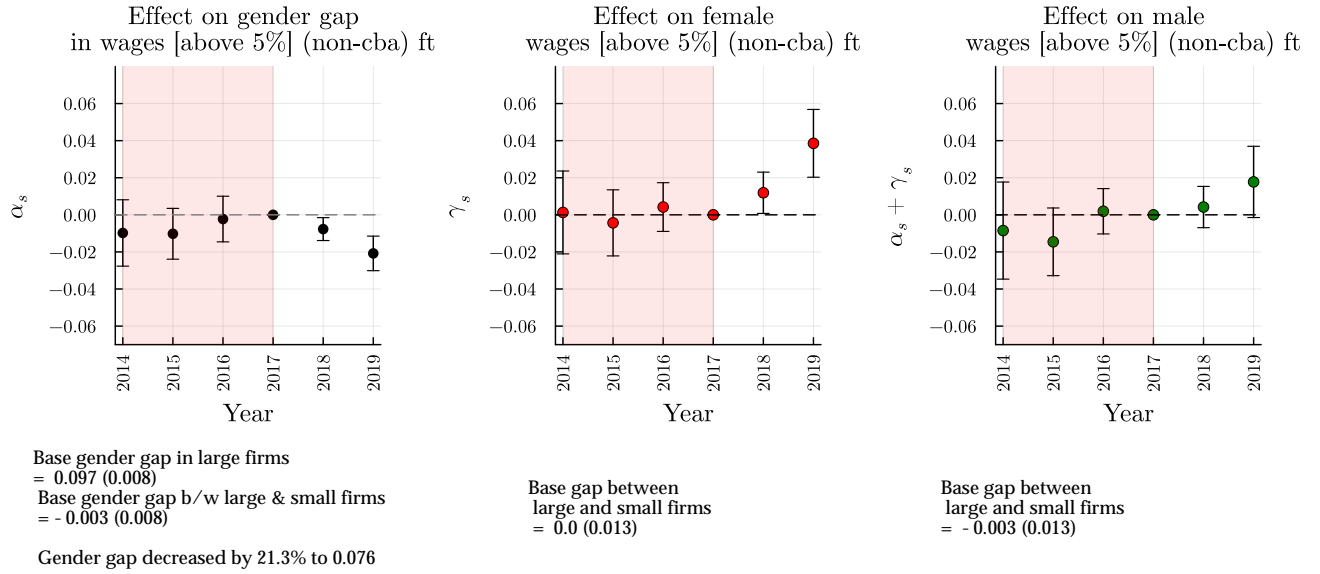 Effect on gender gap
in wages [above 5%] (non-cba) ft
0.06
0.04
0.02
0.00
−0.02
−0.04
−0.06
α_s
2014
2015
2016
2017
2018
2019
Year
Base gender gap in large firms
= 0.097 (0.008)
Base gender gap b/w large & small firms
= - 0.003 (0.008)
Gender gap decreased by 21.3% to 0.076
Effect on female
wages [above 5%] (non-cba) ft
0.06
0.04
0.02
0.00
−0.02
−0.04
−0.06
γ_s
2014
2015
2016
2017
2018
2019
Year
Base gap between
large and small firms
= 0.0 (0.013)
Effect on male
wages [above 5%] (non-cba) ft
0.06
0.04
0.02
0.00
−0.02
−0.04
−0.06
α_s + γ_s
2014
2015
2016
2017
2018
2019
Year
Base gap between
large and small firms
= - 0.003 (0.013)